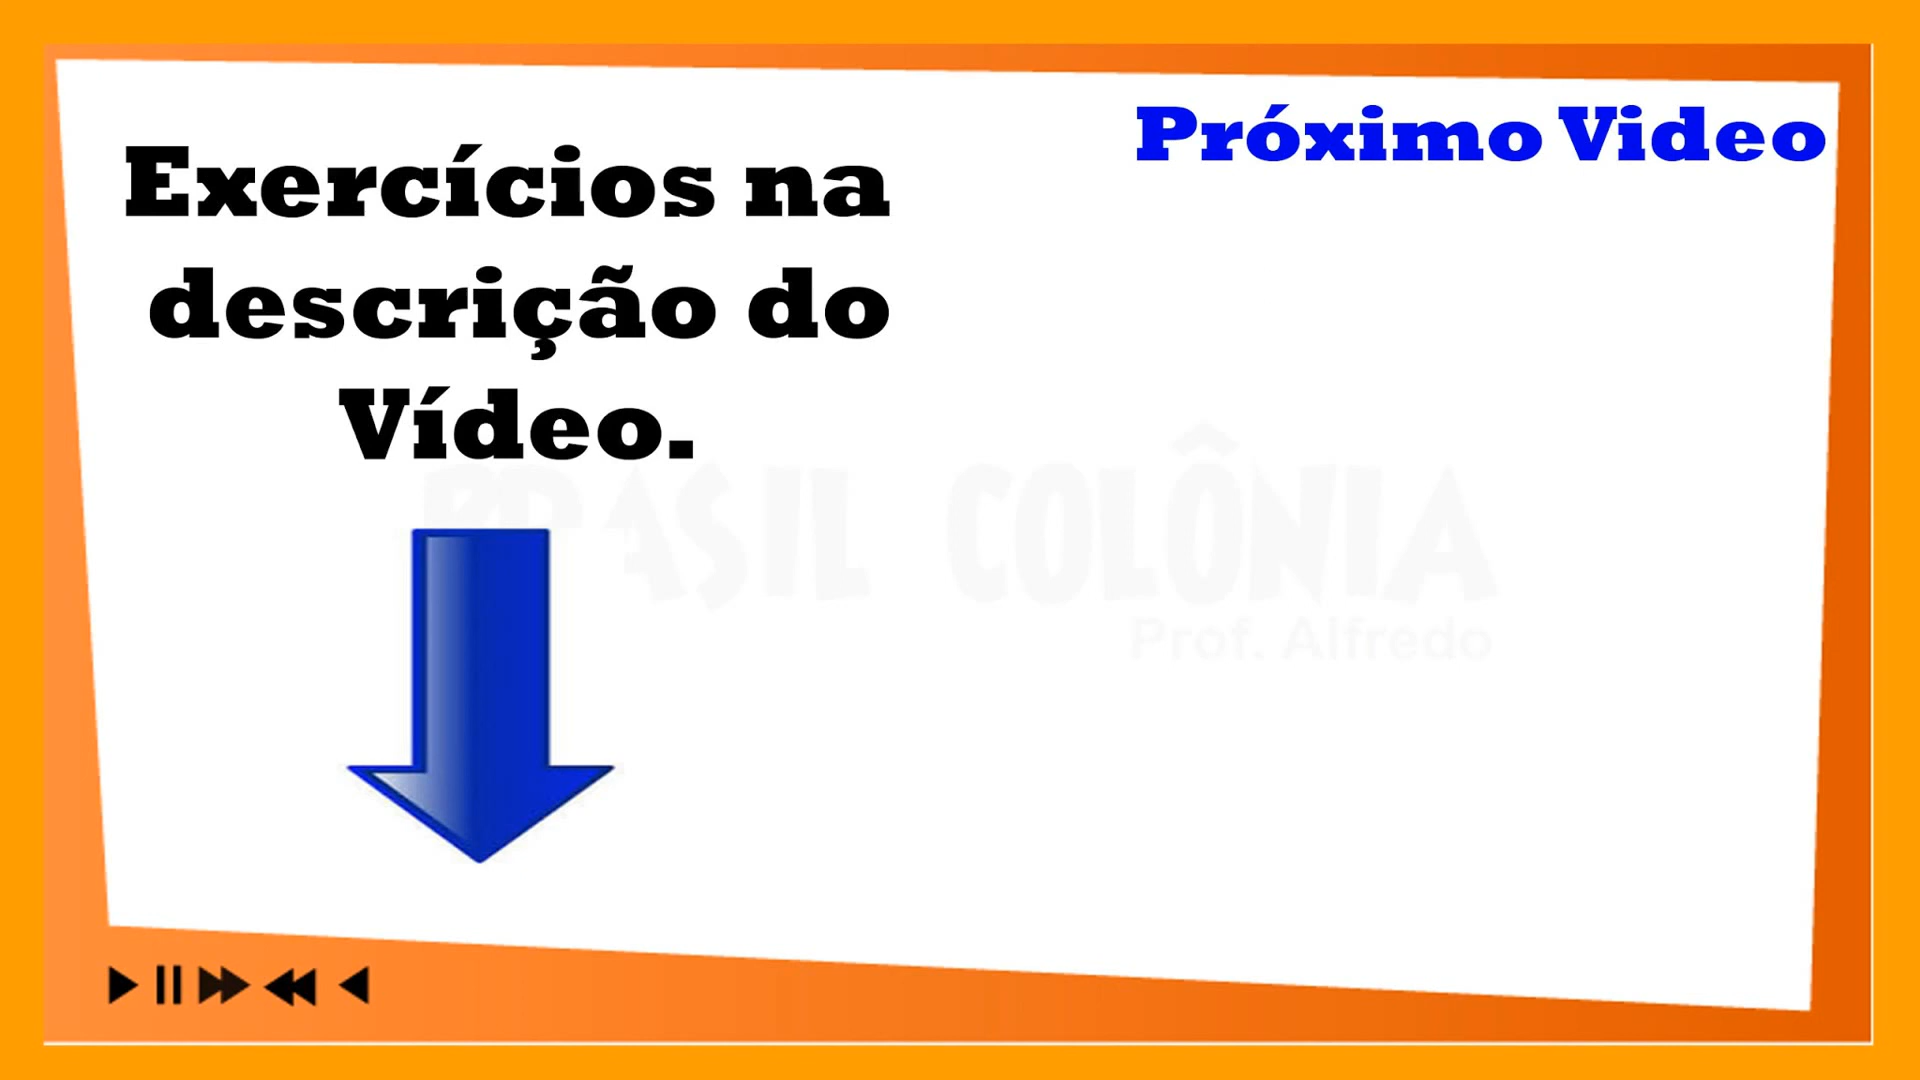 Próximo Video
Exercícios na
descrição do
Vídeo.
BRASIL COLÔNIA
Prof. Alfredo